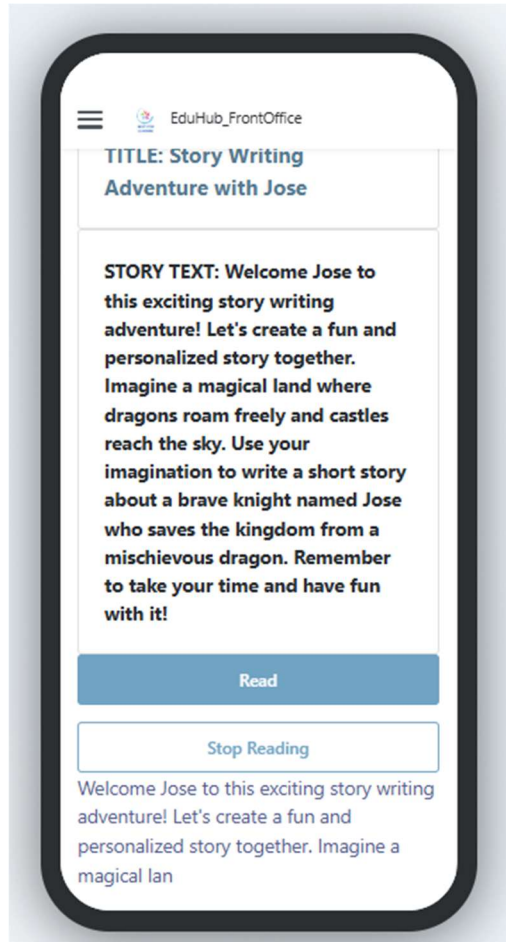 EduHub_FrontOffice
TITLE: Story Writing
Adventure with Jose
STORY TEXT: Welcome Jose to
this exciting story writing
adventure! Let's create a fun and
personalized story together.
Imagine a magical land where
dragons roam freely and castles
reach the sky. Use your
imagination to write a short story
about a brave knight named Jose
who saves the kingdom from a
mischievous dragon. Remember
to take your time and have fun
with it!
Read
Stop Reading
Welcome Jose to this exciting story writing
adventure! Let's create a fun and
personalized story together. Imagine a
magical lan